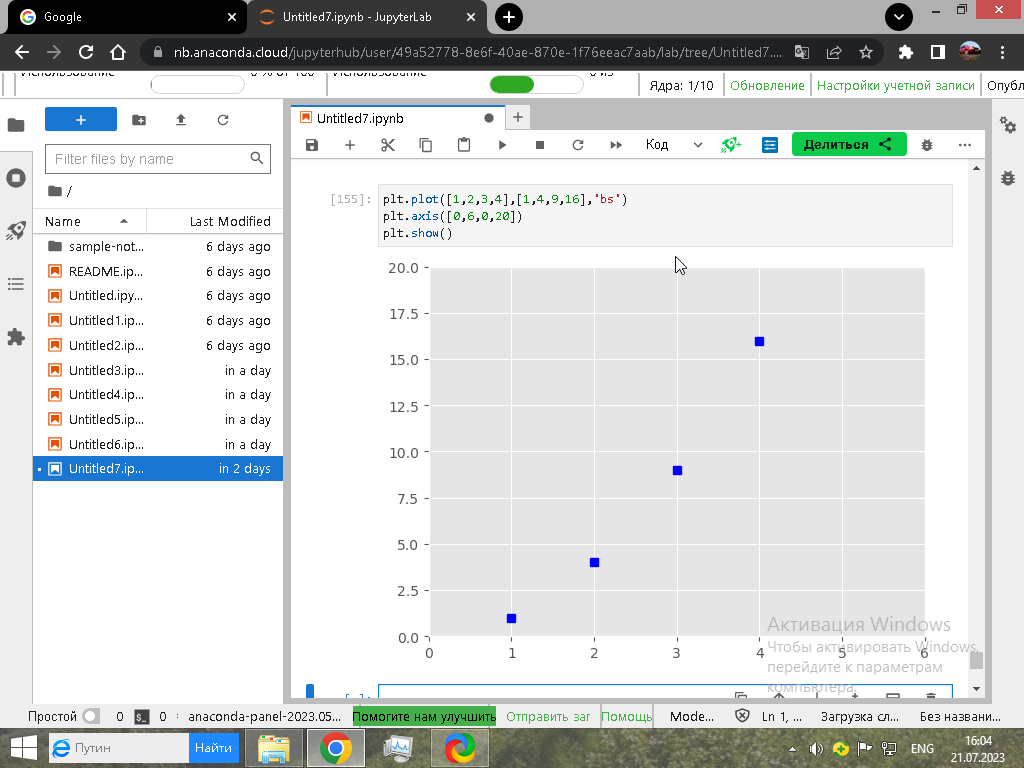 Google
Untitled7.ipynb - JupyterLab
nb.anaconda.cloud/jupyterhub/user/49a52778-8e6f-40ae-870e-1f76eeac7aab/lab/tree/Untitled7....
Использование
0 % от 100
Использование
0 из
Ядра: 1/10
Обновление
Настройки учетной записи
Опубл
Filter files by name
/
Name
Last Modified
sample-not... 6 days ago
README.ip... 6 days ago
Untitled.ipy... 6 days ago
Untitled1.ip... 6 days ago
Untitled2.ip... 6 days ago
Untitled3.ip... in a day
Untitled4.ip... in a day
Untitled5.ip... in a day
Untitled6.ip... in a day
Untitled7.ip... in 2 days
Untitled7.ipynb
Код
Делиться
[155]: plt.plot([1,2,3,4],[1,4,9,16],'bs')
plt.axis([0,6,0,20])
plt.show()
20.0
17.5
15.0
12.5
10.0
7.5
5.0
2.5
0.0
0 1 2 3 4 5 6
Активация Windows
Чтобы активировать Windows,
перейдите к параметрам
компьютера.
[ ]:
Простой
0
0
anaconda-panel-2023.05...
Помогите нам улучшить
Отправить заг
Помощь
Mode...
Ln 1, ...
Загрузка сл...
Без названи...
Путин
Найти
ENG
16:04
21.07.2023